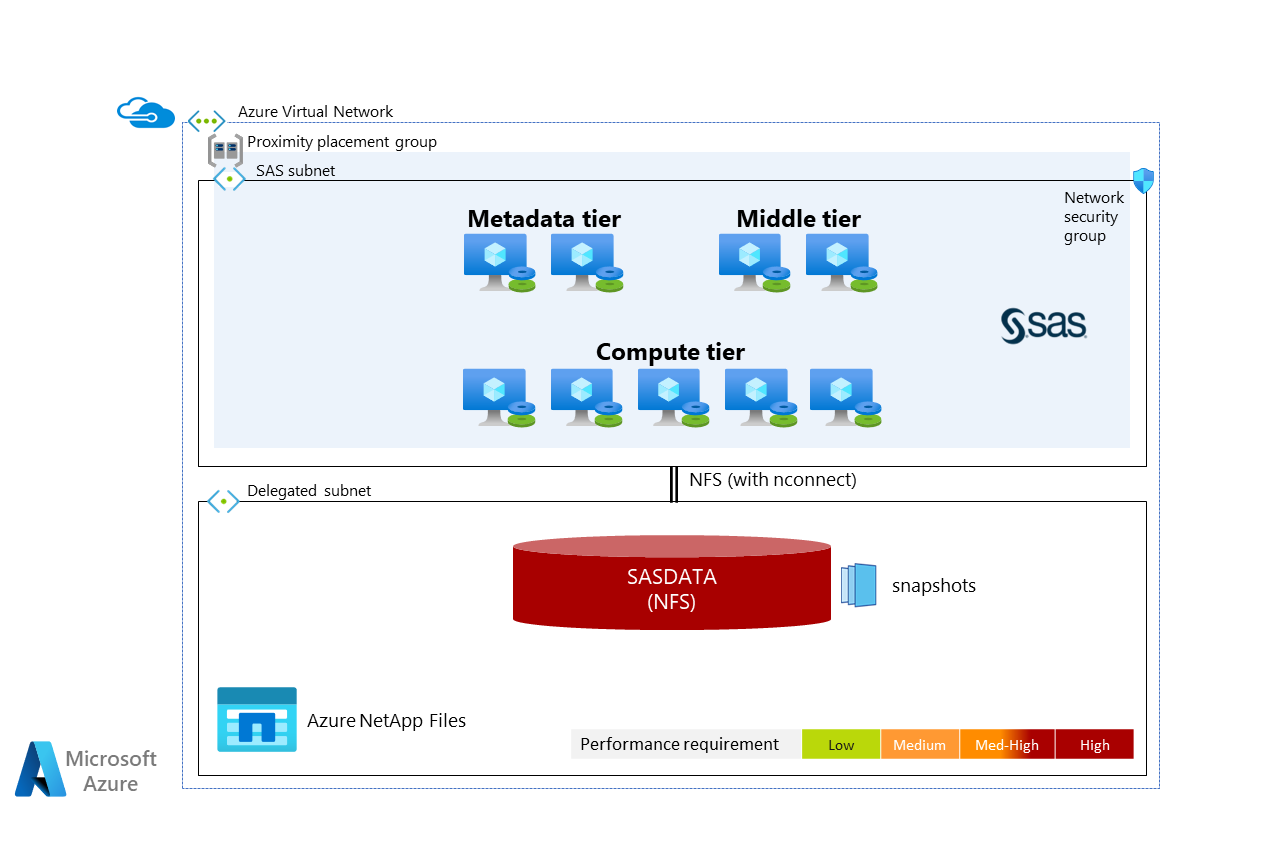 Azure Virtual Network
Proximity placement group
SAS subnet
Network
security
group
Metadata tier
Middle tier
sas
Compute tier
NFS (with nconnect)
Delegated subnet
SASDATA
(NFS)
snapshots
Azure NetApp Files
Performance requirement
Low
Medium
Med-High
High
Microsoft
Azure